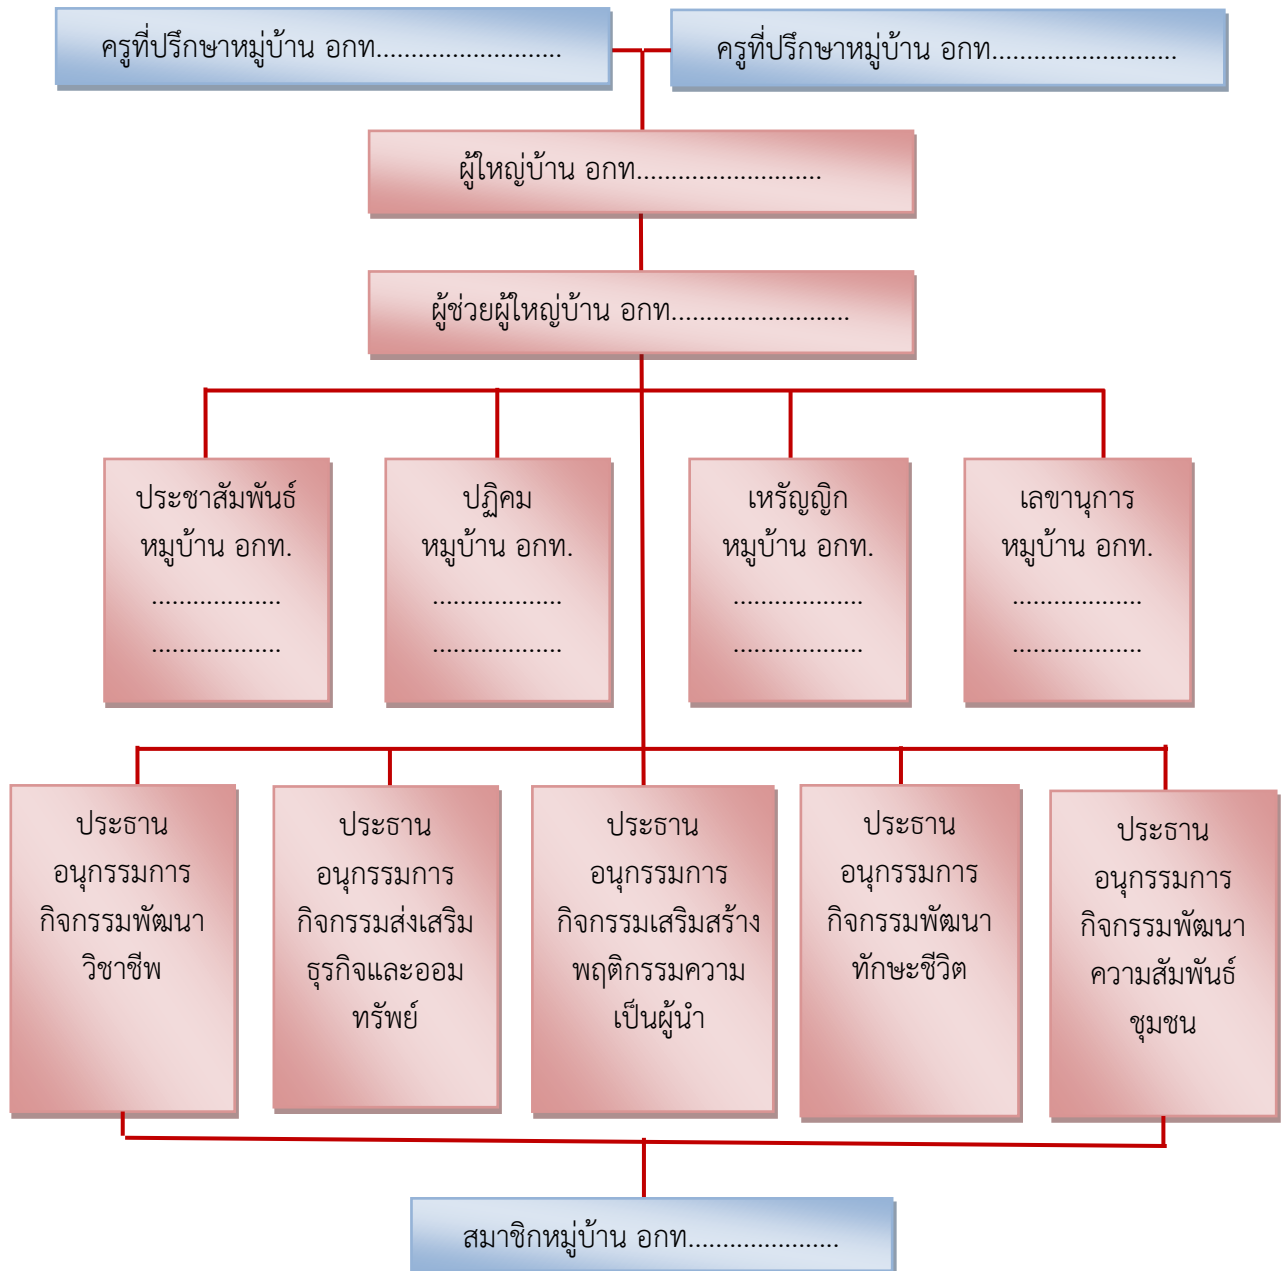 ครูที่ปรึกษาหมู่บ้าน อกท...........................
ครูที่ปรึกษาหมู่บ้าน อกท...........................
ผู้ใหญ่บ้าน อกท...........................
ผู้ช่วยผู้ใหญ่บ้าน อกท..........................
ประชาสัมพันธ์
หมูบ้าน อกท.
...................
...................
ปฏิคม
หมูบ้าน อกท.
...................
...................
เหรัญญิก
หมูบ้าน อกท.
...................
...................
เลขานุการ
หมูบ้าน อกท.
...................
...................
ประธาน
อนุกรรมการ
กิจกรรมพัฒนา
วิชาชีพ
ประธาน
อนุกรรมการ
กิจกรรมส่งเสริม
ธุรกิจและออม
ทรัพย์
ประธาน
อนุกรรมการ
กิจกรรมเสริมสร้าง
พฤติกรรมความ
เป็นผู้นำ
ประธาน
อนุกรรมการ
กิจกรรมพัฒนา
ทักษะชีวิต
ประธาน
อนุกรรมการ
กิจกรรมพัฒนา
ความสัมพันธ์
ชุมชน
สมาชิกหมู่บ้าน อกท......................